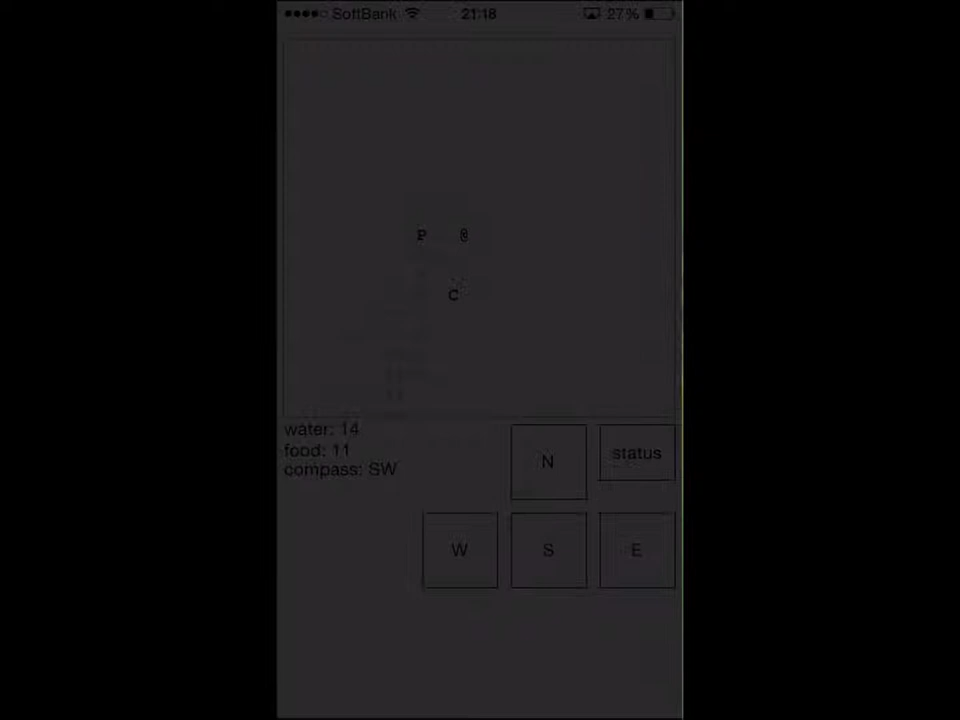 SoftBank 21:18 27%
P @
C
water: 14
food: 11
compass: SW
N status
W S E